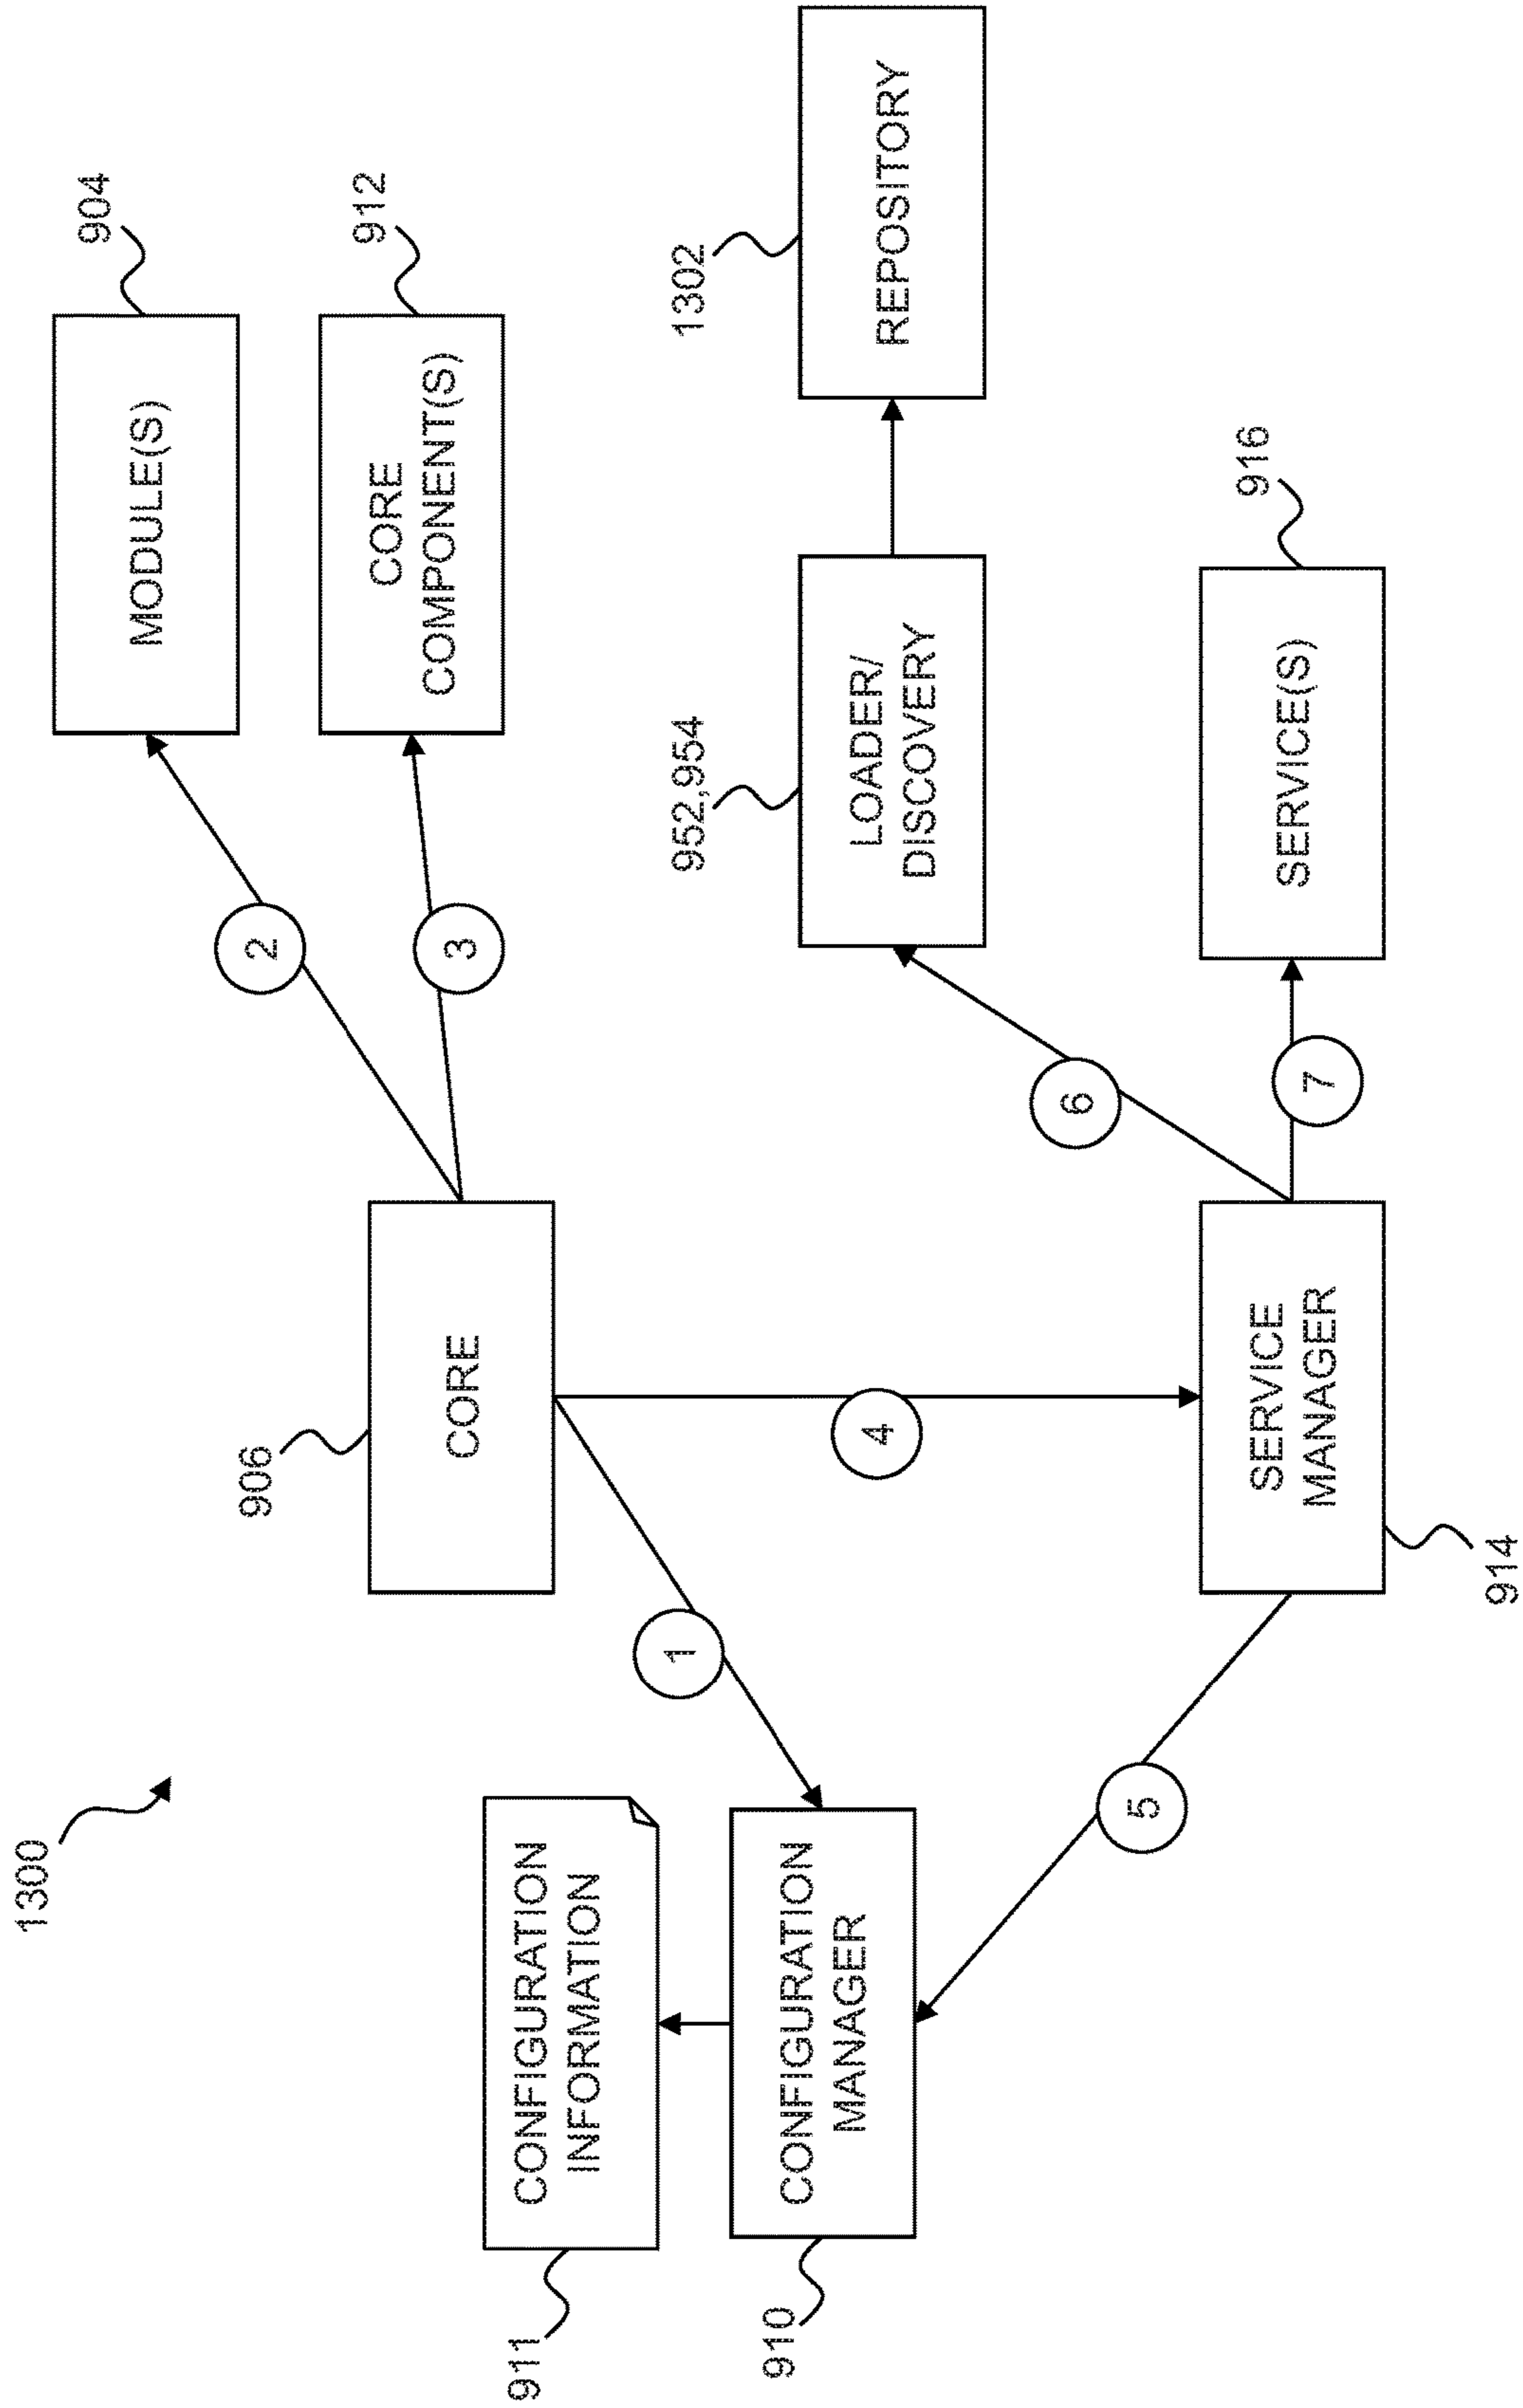 1300
911
CONFIGURATION
INFORMATION
910
CONFIGURATION
MANAGER
906
CORE
1
2
3
4
5
6
7
904
MODULE(S)
912
CORE
COMPONENT(S)
1302
REPOSITORY
952,954
LOADER/
DISCOVERY
916
SERVICE(S)
SERVICE
MANAGER
914